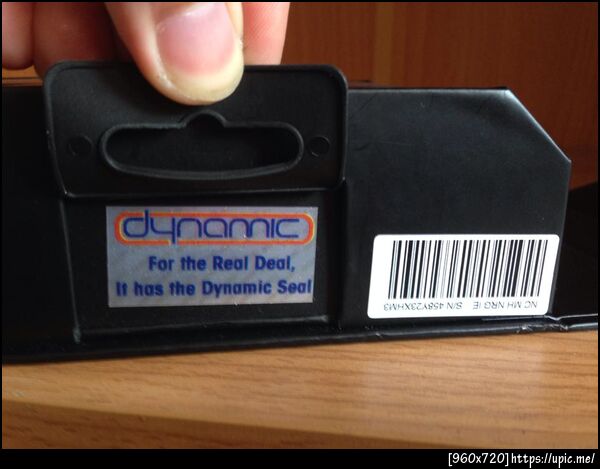 dynamic
For the Real Deal,
It has the Dynamic Seal
NC MH NRG IE S/N 458Y23XHM3
[960x720]https://upic.me/